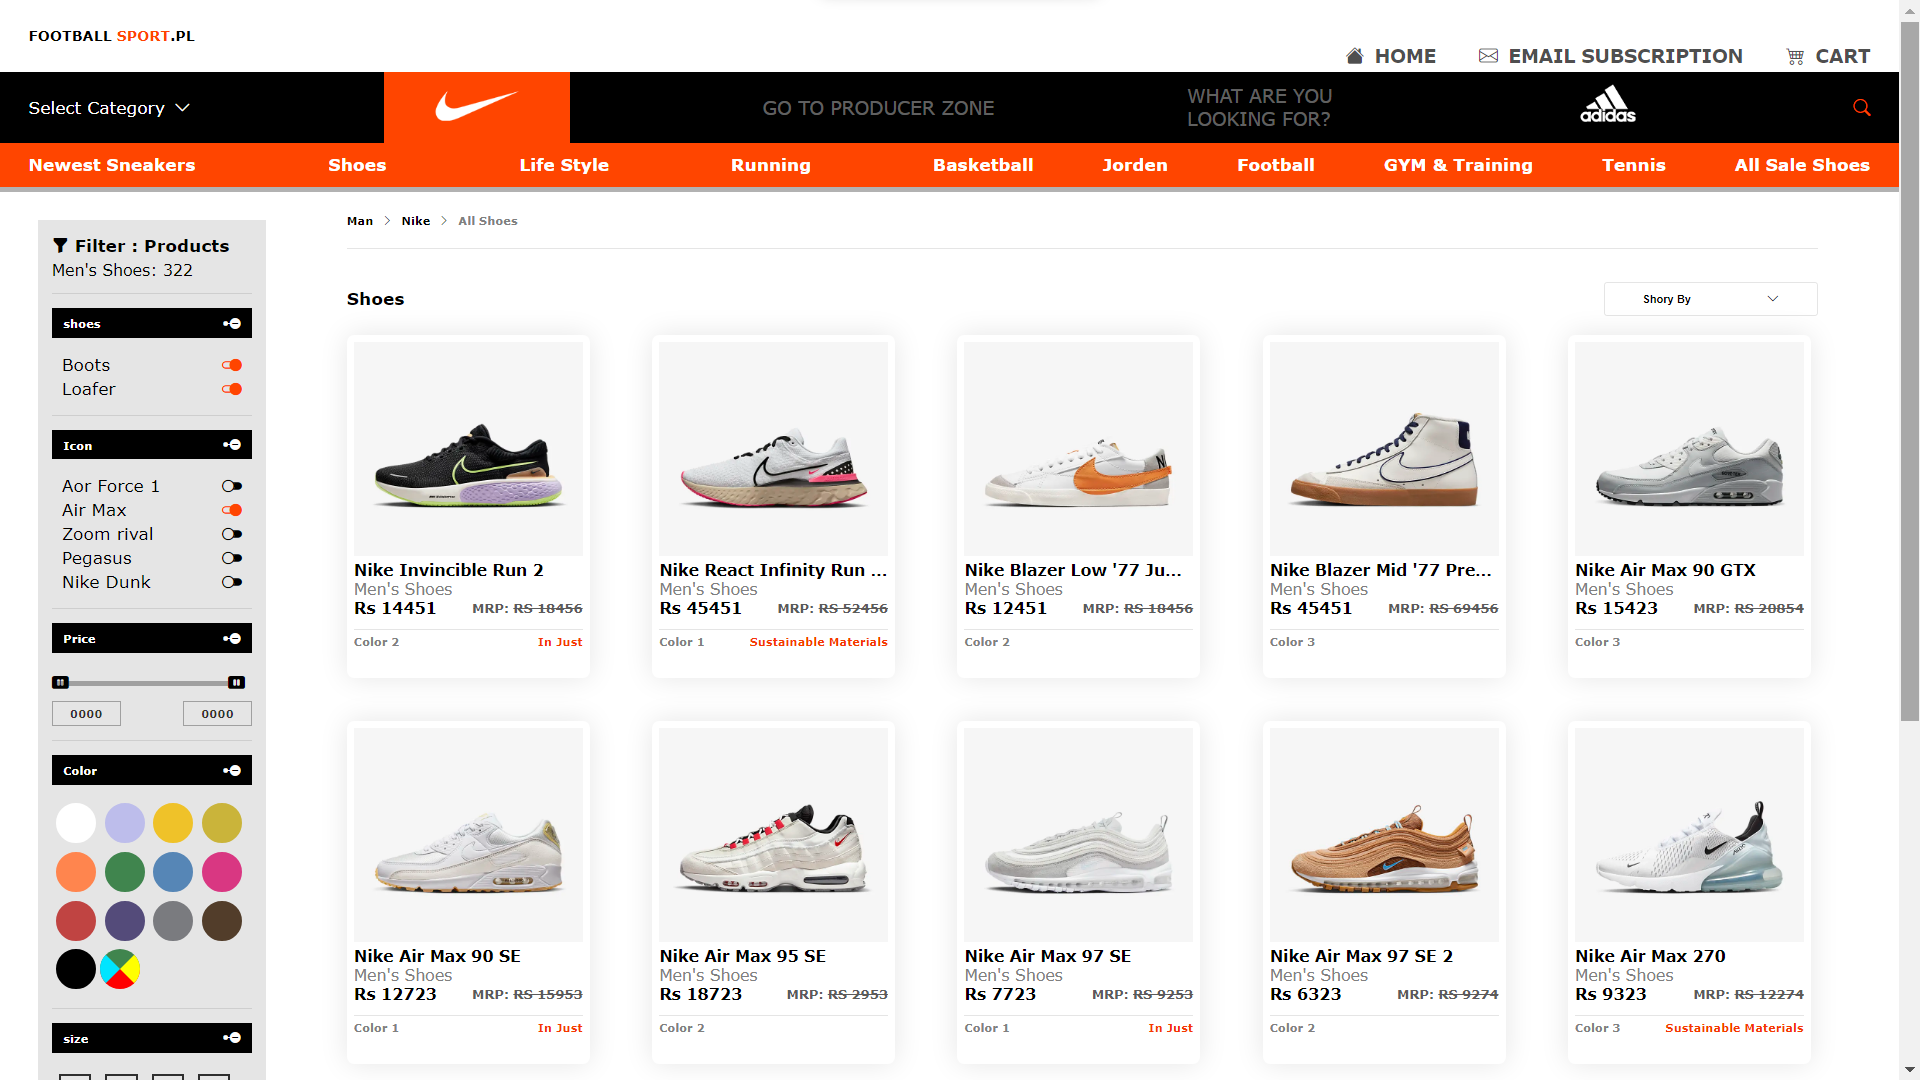 FOOTBALL SPORT.PL
HOME
EMAIL SUBSCRIPTION
CART
Select Category
GO TO PRODUCER ZONE
WHAT ARE YOU
LOOKING FOR?
adidas
Newest Sneakers
Shoes
Life Style
Running
Basketball
Jorden
Football
GYM & Training
Tennis
All Sale Shoes
Man
Nike
All Shoes
Filter : Products
Men's Shoes: 322
shoes
Boots
Loafer
Icon
Aor Force 1
Air Max
Zoom rival
Pegasus
Nike Dunk
Price
0000
0000
Color
size
Shoes
Shory By
Nike Invincible Run 2
Men's Shoes
Rs 14451 MRP: RS 18456
Color 2 In Just
Nike React Infinity Run ...
Men's Shoes
Rs 45451 MRP: RS 52456
Color 1 Sustainable Materials
Nike Blazer Low '77 Ju...
Men's Shoes
Rs 12451 MRP: RS 18456
Color 2
Nike Blazer Mid '77 Pre...
Men's Shoes
Rs 45451 MRP: RS 69456
Color 3
Nike Air Max 90 GTX
Men's Shoes
Rs 15423 MRP: RS 20854
Color 3
Nike Air Max 90 SE
Men's Shoes
Rs 12723 MRP: RS 15953
Color 1 In Just
Nike Air Max 95 SE
Men's Shoes
Rs 18723 MRP: RS 2953
Color 2
Nike Air Max 97 SE
Men's Shoes
Rs 7723 MRP: RS 9253
Color 1 In Just
Nike Air Max 97 SE 2
Men's Shoes
Rs 6323 MRP: RS 9274
Color 2
Nike Air Max 270
Men's Shoes
Rs 9323 MRP: RS 12274
Color 3 Sustainable Materials